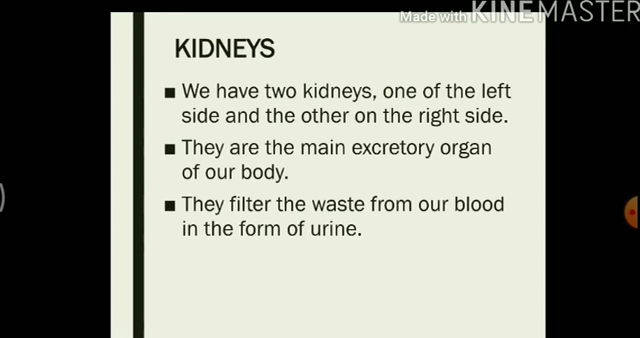 Made with KINEMASTER
KIDNEYS
■ We have two kidneys, one of the left
side and the other on the right side.
■ They are the main excretory organ
of our body.
■ They filter the waste from our blood
in the form of urine.